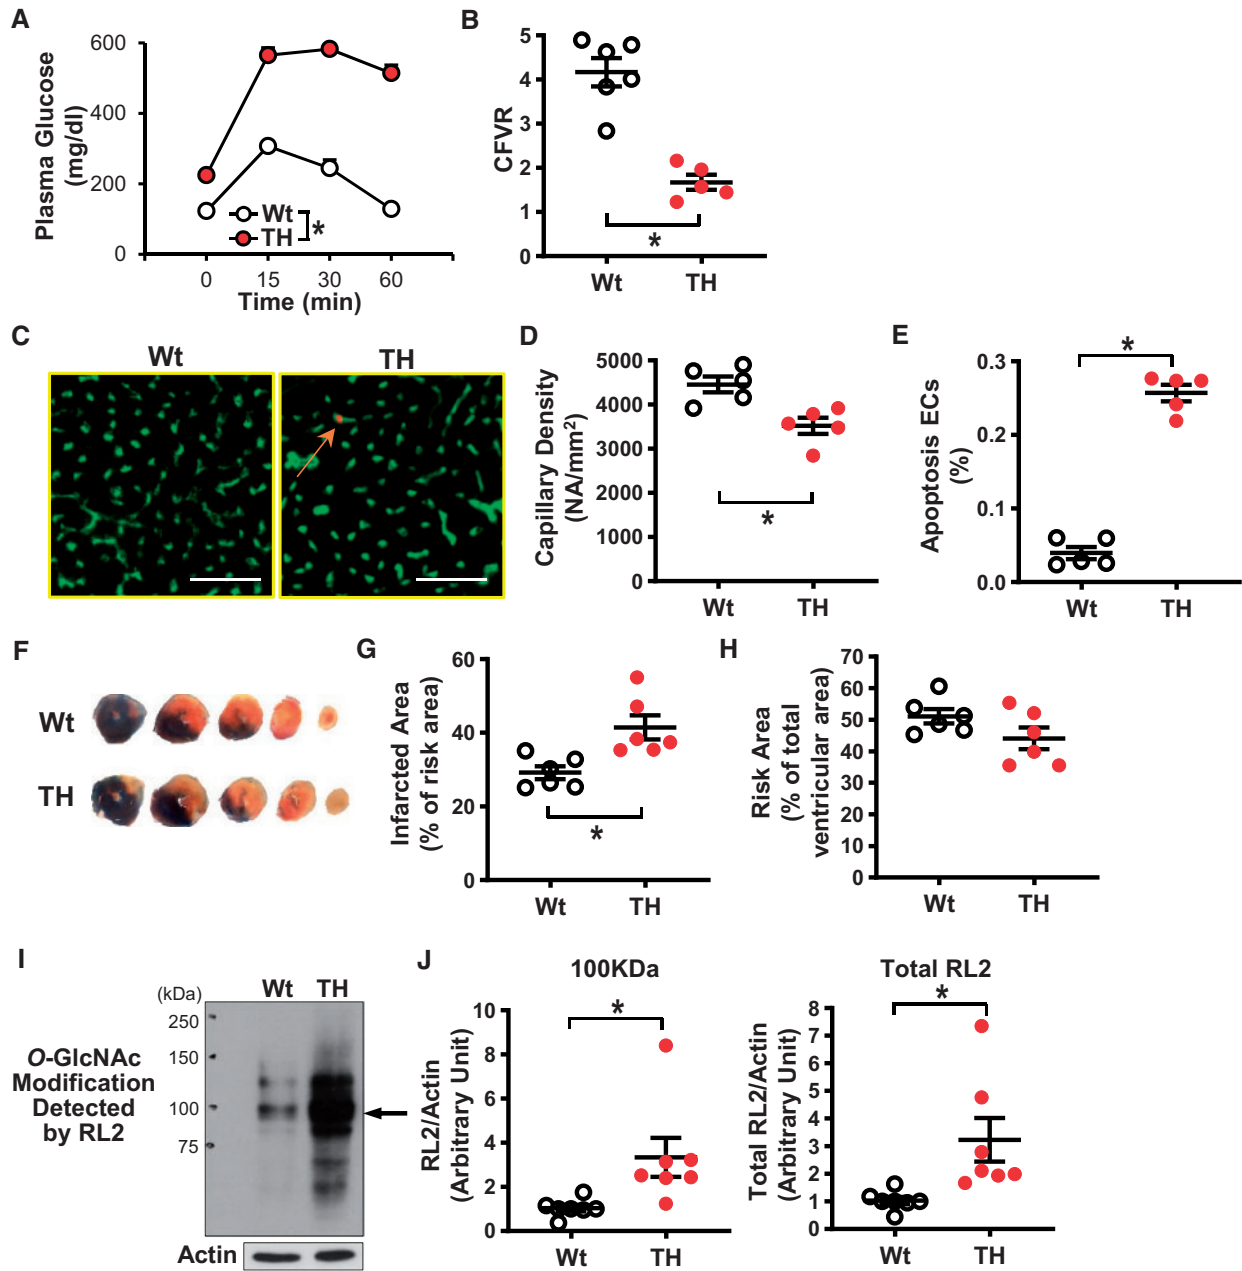 A
Plasma Glucose
(mg/dl)
600
400
200
0
0 15 30 60
Time (min)
Wt
TH
*
B
CFVR
5
4
3
2
1
0
*
Wt TH
C
Wt TH
D
Capillary Density
(NA/mm2)
5000
4000
3000
2000
1000
0
*
Wt TH
E
Apoptosis ECs
(%)
0.3
0.2
0.1
0.0
*
Wt TH
F
Wt
TH
G
Infarcted Area
(% of risk area)
60
40
20
0
*
Wt TH
H
Risk Area
(% of total
ventricular area)
70
60
50
40
30
20
10
0
Wt TH
I
(kDa) Wt TH
250
150
100
75
O-GlcNAc
Modification
Detected
by RL2
Actin
J
100KDa
RL2/Actin
(Arbitrary Unit)
10
8
6
4
2
0
*
Wt TH
Total RL2
Total RL2/Actin
(Arbitrary Unit)
8
7
6
5
4
3
2
1
0
*
Wt TH